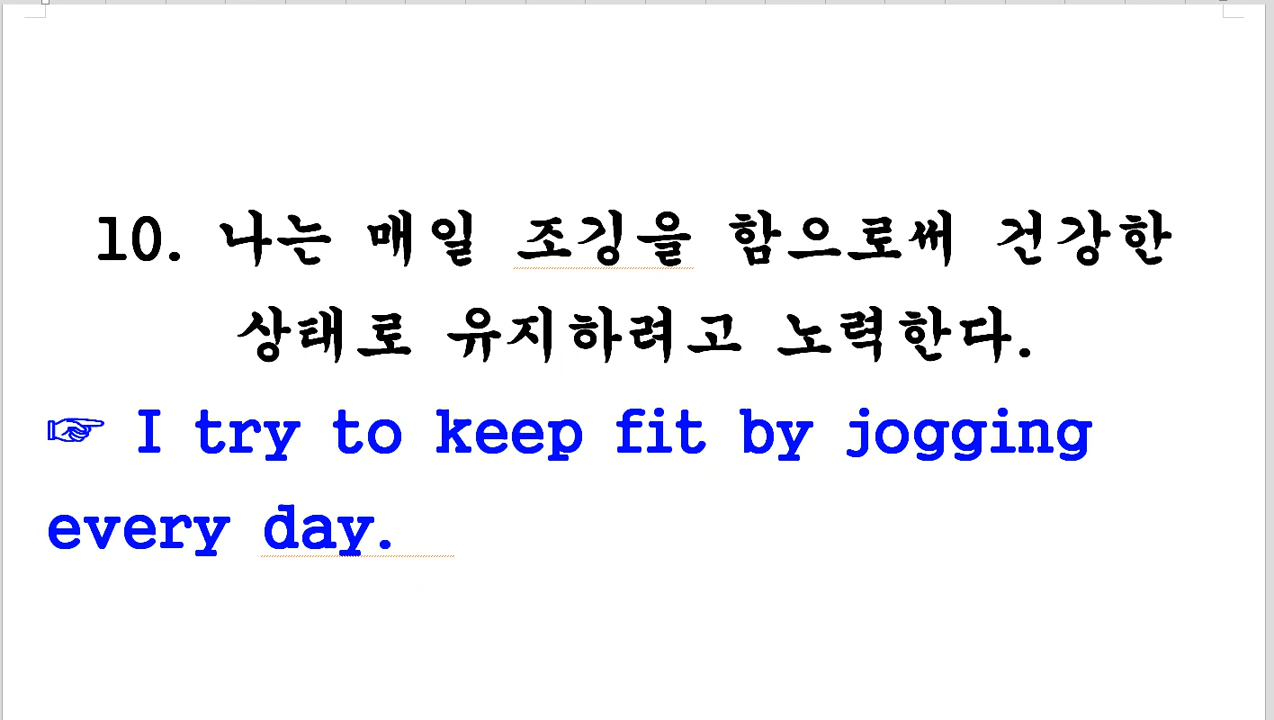 10. 나는 매일 조깅을 함으로써 건강한
상태로 유지하려고 노력한다.
☞ I try to keep fit by jogging
every day.